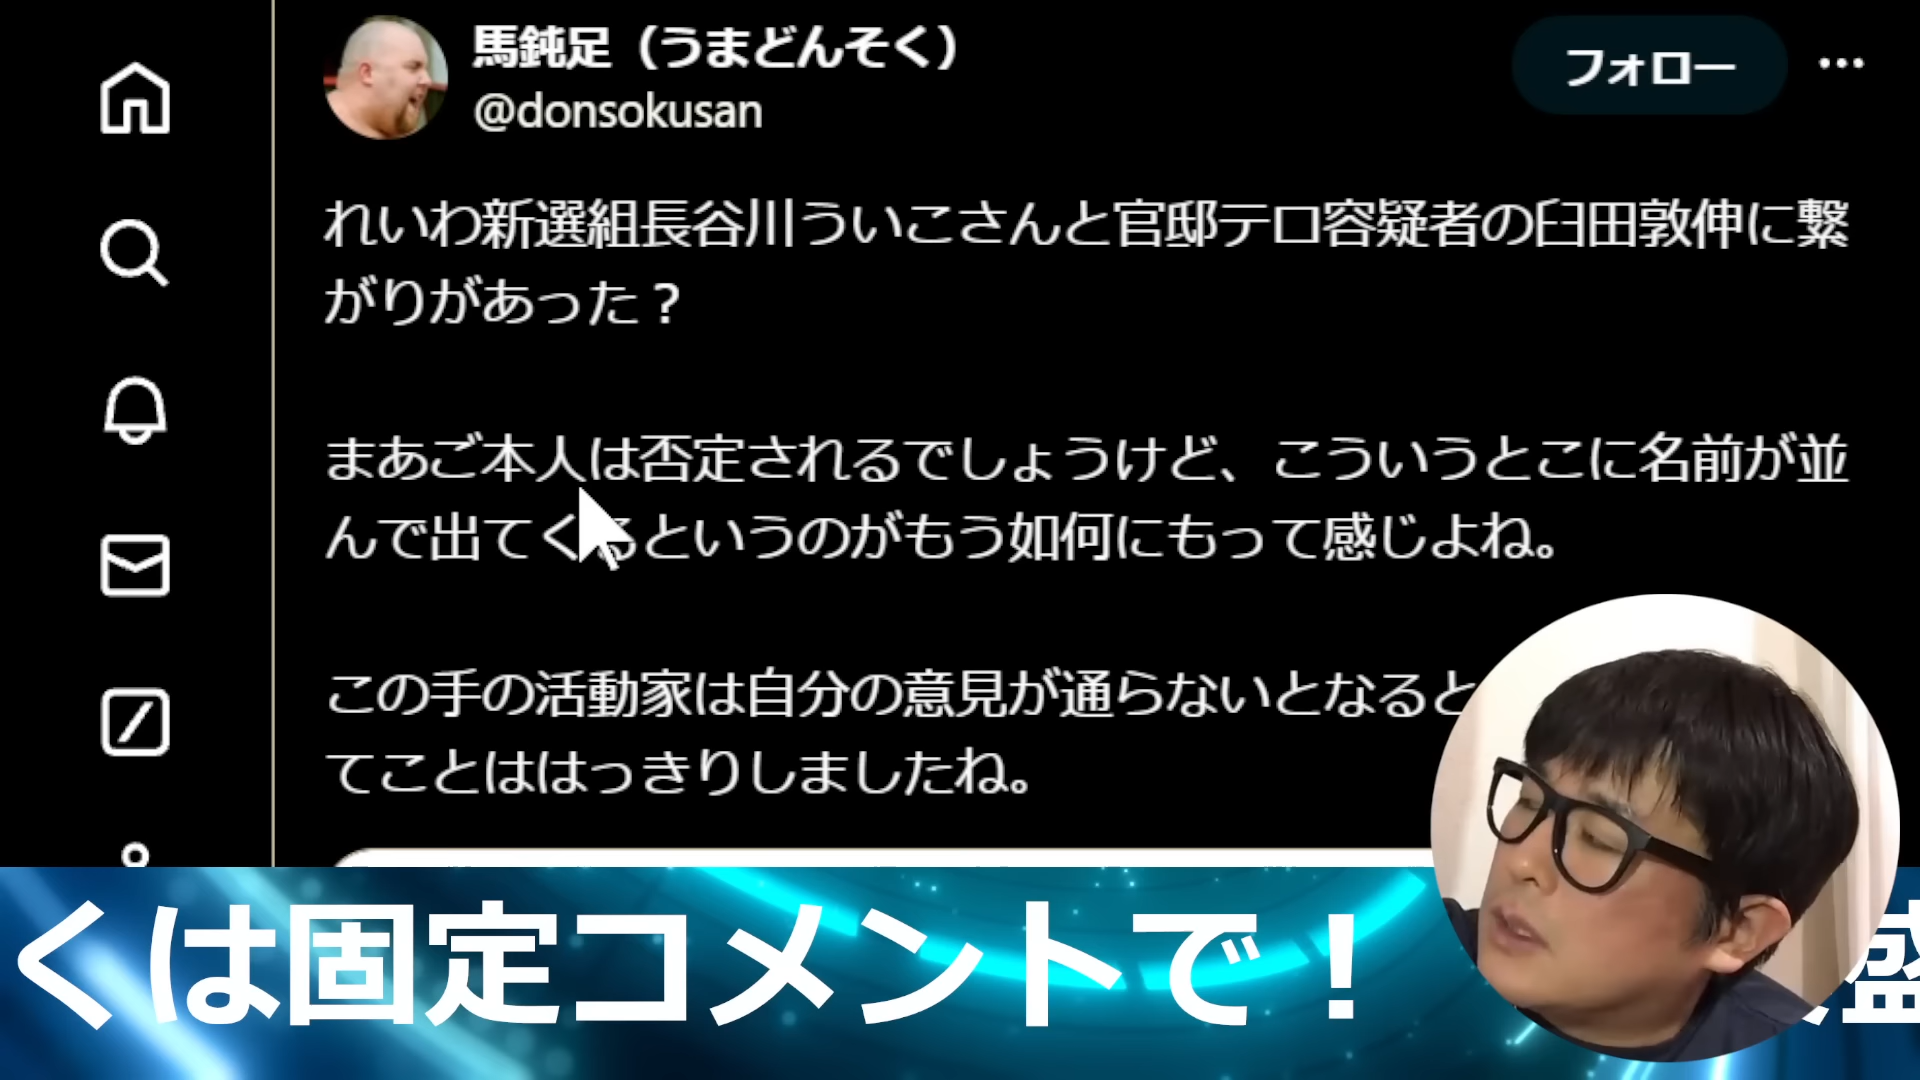 馬鈍足（うまどんそく）
@donsokusan
フォロー
れいわ新選組長谷川ういこさんと官邸テロ容疑者の臼田敦伸に繋
がりがあった？
まあご本人は否定されるでしょうけど、こういうとこに名前が並
んで出てくるというのがもう如何にもって感じよね。
この手の活動家は自分の意見が通らないとなると
てことははっきりしましたね。
くは固定コメントで！
盛